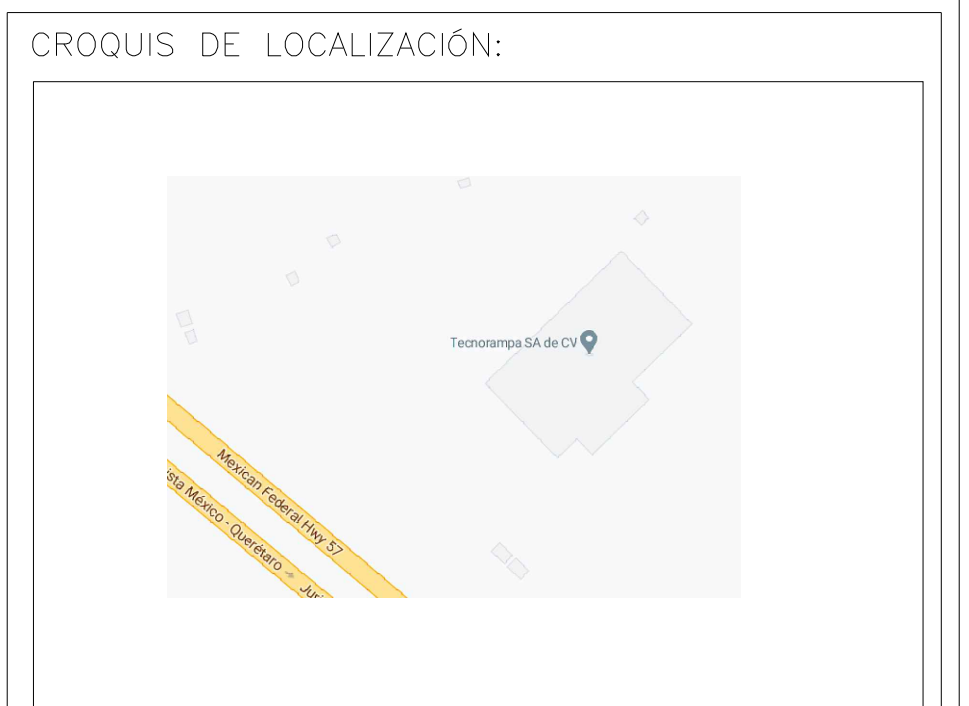 CROQUIS DE LOCALIZACIÓN:
Tecnorampa SA de CV
Mexican Federal Hwy 57
ista México - Querétaro